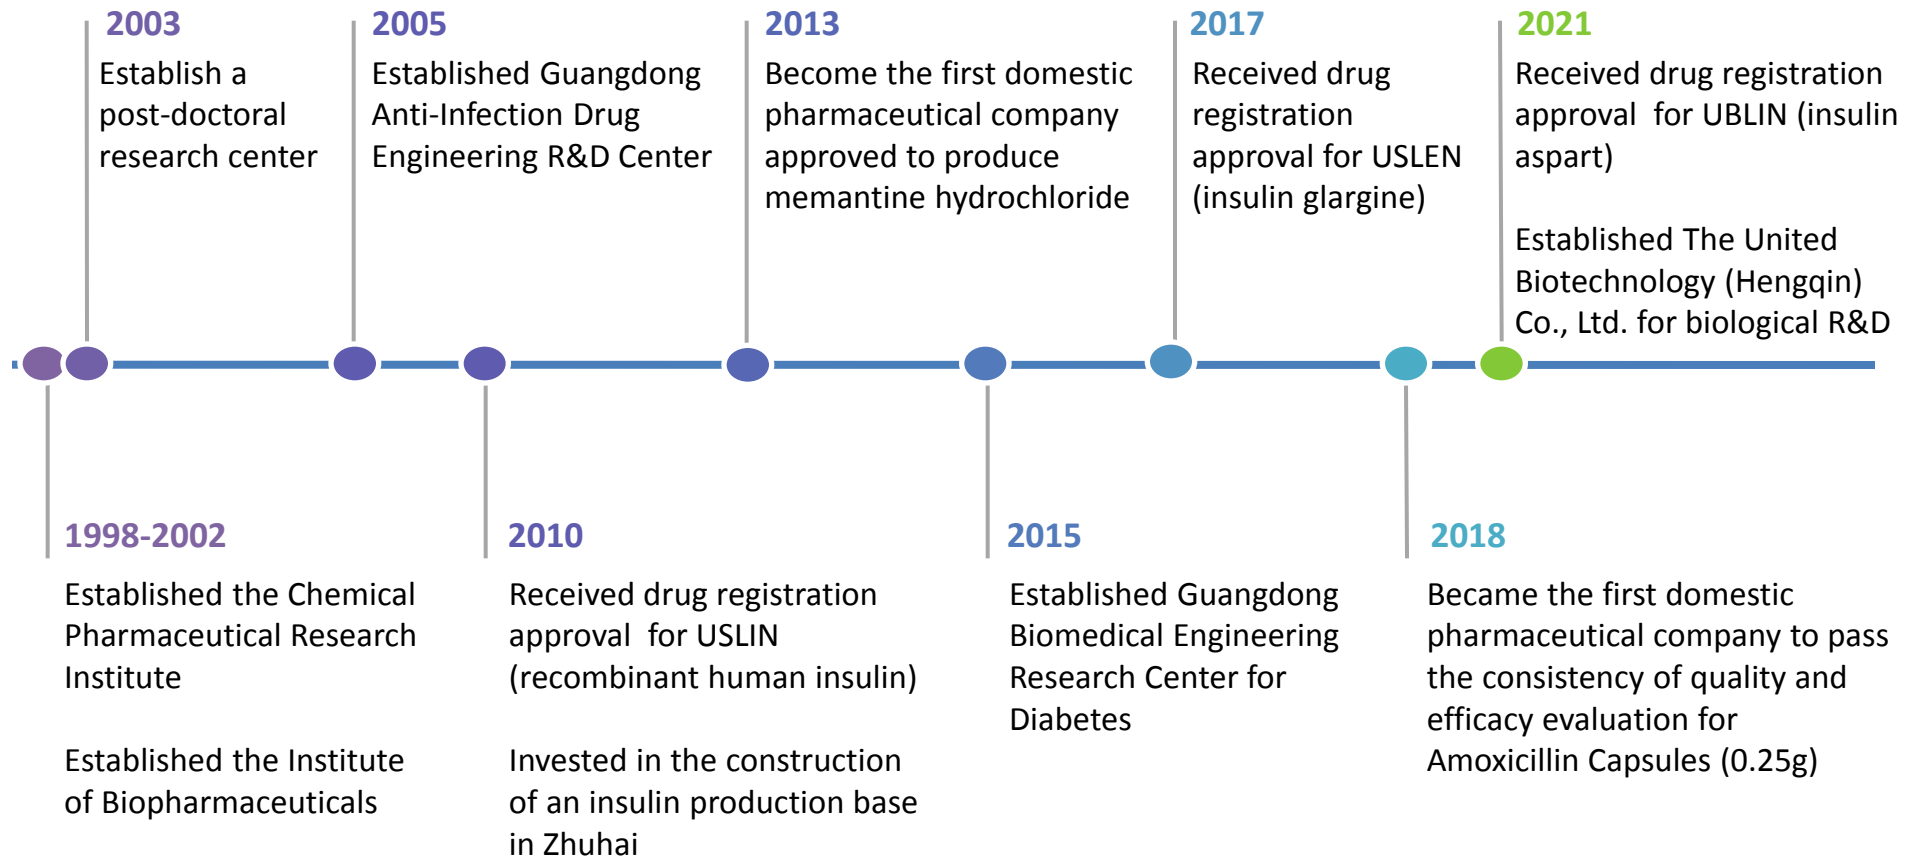 2003
Establish a
post-doctoral
research center
2005
Established Guangdong
Anti-Infection Drug
Engineering R&D Center
2013
Become the first domestic
pharmaceutical company
approved to produce
memantine hydrochloride
2017
Received drug
registration
approval for USLEN
(insulin glargine)
2021
Received drug registration
approval  for UBLIN (insulin
aspart)
Established The United
Biotechnology (Hengqin)
Co., Ltd. for biological R&D
1998-2002
Established the Chemical
Pharmaceutical Research
Institute
Established the Institute
of Biopharmaceuticals
2010
Received drug registration
approval  for USLIN
(recombinant human insulin)
Invested in the construction
of an insulin production base
in Zhuhai
2015
Established Guangdong
Biomedical Engineering
Research Center for
Diabetes
2018
Became the first domestic
pharmaceutical company to pass
the consistency of quality and
efficacy evaluation for
Amoxicillin Capsules (0.25g)